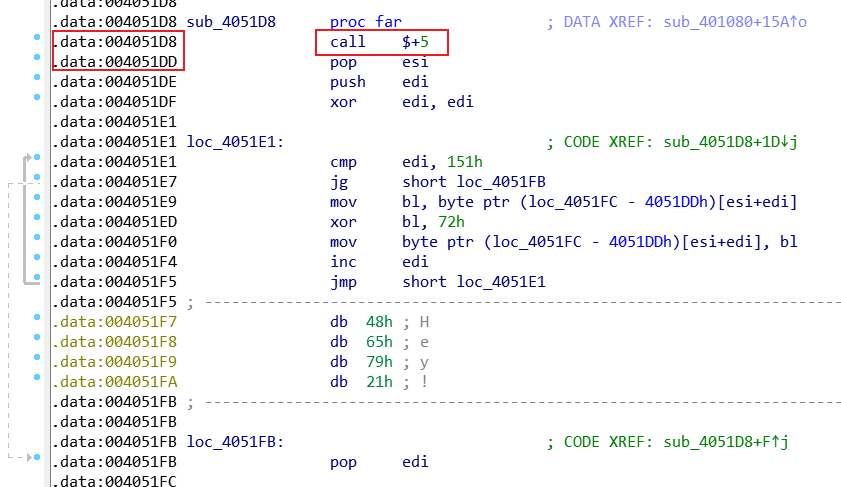 .data:004051D8
.data:004051D8 sub_4051D8 proc far ; DATA XREF: sub_401080+15A↑o
.data:004051D8 call $+5
.data:004051DD pop esi
.data:004051DE push edi
.data:004051DF xor edi, edi
.data:004051E1
.data:004051E1 loc_4051E1: ; CODE XREF: sub_4051D8+1D↓j
.data:004051E1 cmp edi, 151h
.data:004051E7 jg short loc_4051FB
.data:004051E9 mov bl, byte ptr (loc_4051FC - 4051DDh)[esi+edi]
.data:004051ED xor bl, 72h
.data:004051F0 mov byte ptr (loc_4051FC - 4051DDh)[esi+edi], bl
.data:004051F4 inc edi
.data:004051F5 jmp short loc_4051E1
.data:004051F5 ; ---------------------------------------------------------------------------
.data:004051F7 db 48h ; H
.data:004051F8 db 65h ; e
.data:004051F9 db 79h ; y
.data:004051FA db 21h ; !
.data:004051FB ; ---------------------------------------------------------------------------
.data:004051FB
.data:004051FB loc_4051FB: ; CODE XREF: sub_4051D8+F↑j
.data:004051FB pop edi
.data:004051FC